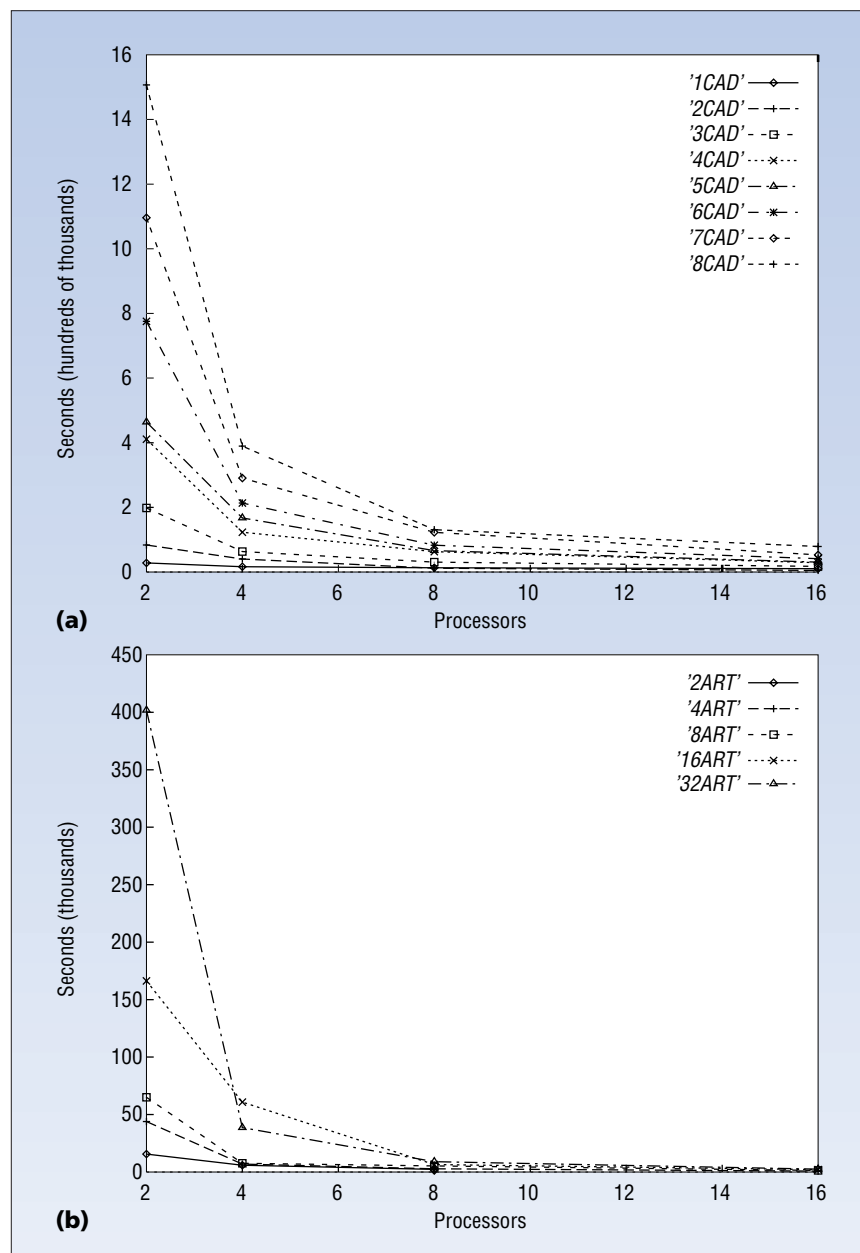 16
14
12
10
8
6
4
2
0
Seconds (hundreds of thousands)
'1CAD'
'2CAD'
'3CAD'
'4CAD'
'5CAD'
'6CAD'
'7CAD'
'8CAD'
2 4 6 8 10 12 14 16
Processors
(a)
450
400
350
300
250
200
150
100
50
0
Seconds (thousands)
'2ART'
'4ART'
'8ART'
'16ART'
'32ART'
2 4 6 8 10 12 14 16
Processors
(b)